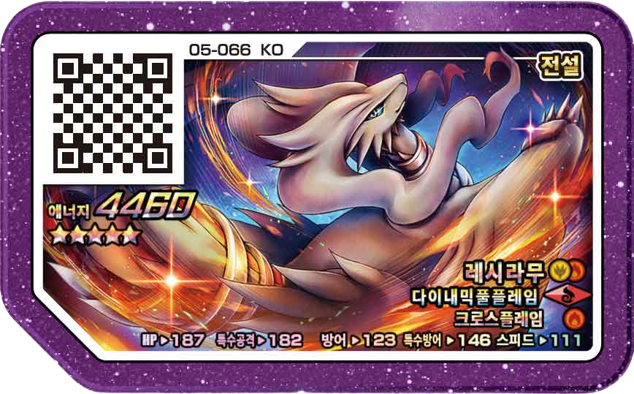 05-066 KO
전설
에너지 4460
레시라무
다이내믹풀플레임
크로스플레임
HP▶187 특수공격▶182 방어▶123 특수방어▶146 스피드▶111